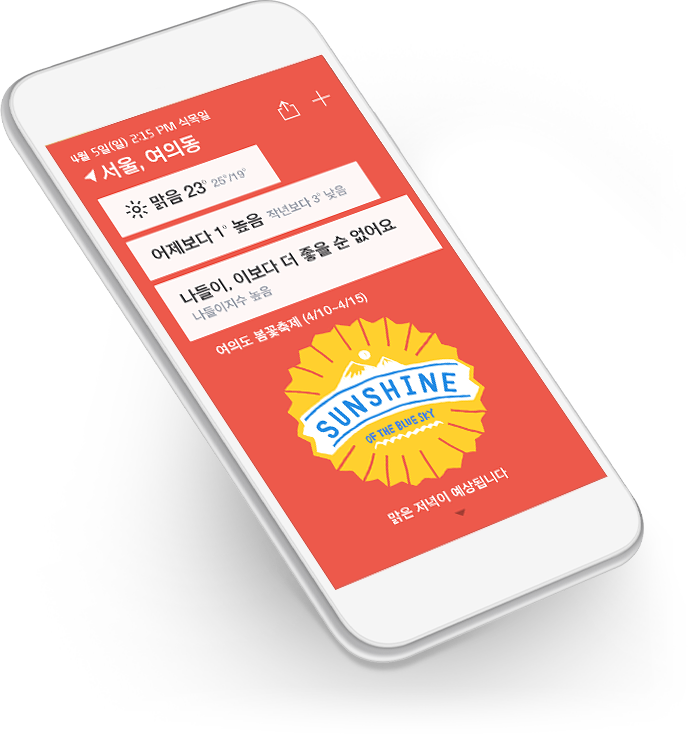 4월 5일(일) 2:15 PM 식목일
서울, 여의동
맑음 23° 25°/19°
어제보다 1° 높음 작년보다 3° 낮음
나들이, 이보다 더 좋을 순 없어요
나들이지수 높음
여의도 봄꽃축제 (4/10~4/15)
SUNSHINE
OF THE BLUE SKY
맑은 저녁이 예상됩니다